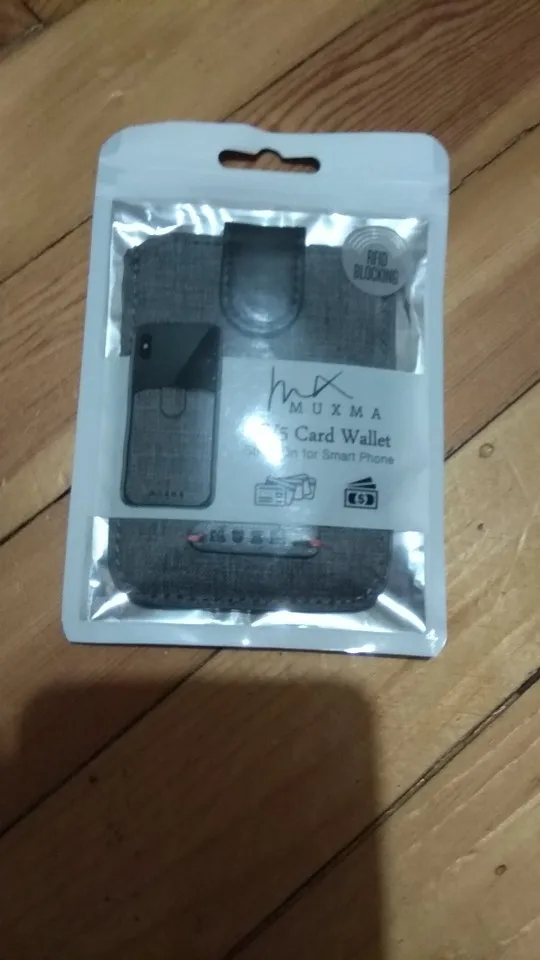 RFID
BLOCKING
MUXMA
Card Wallet
for Smart Phone
$